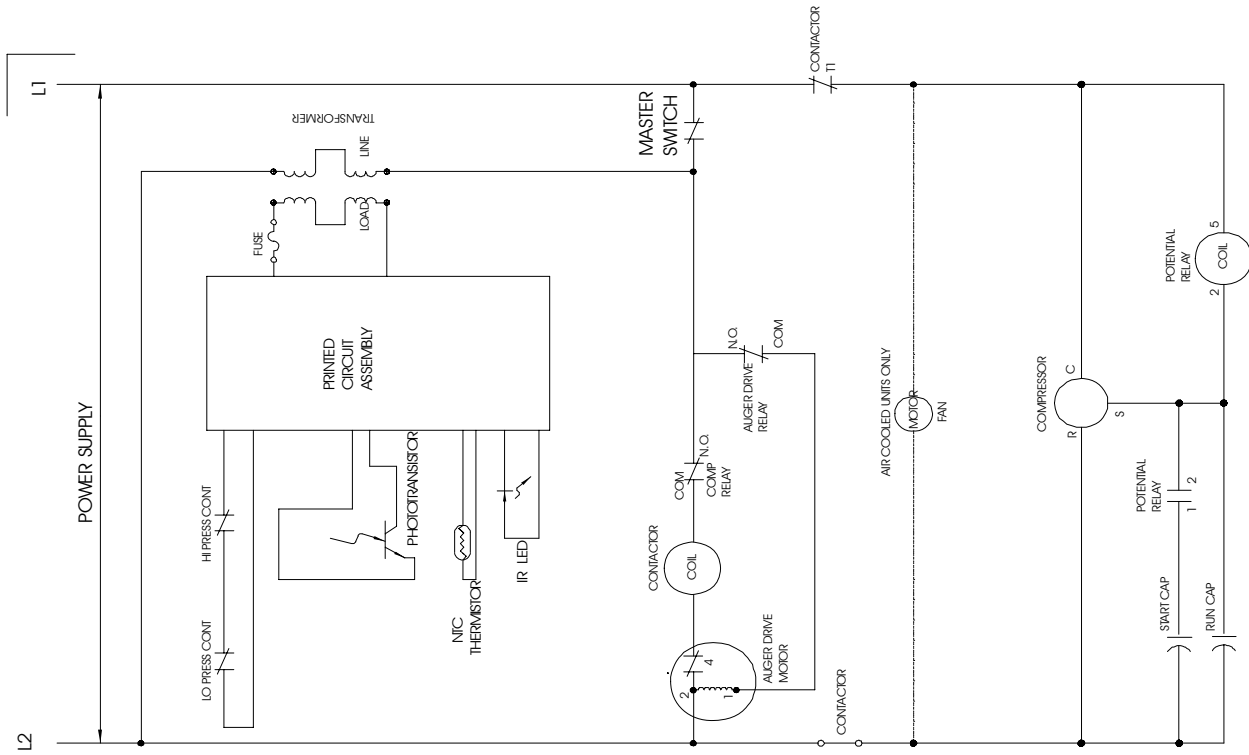 L1
L2
POWER SUPPLY
TRANSFORMER
LINE
LOAD
FUSE
PRINTED
CIRCUIT
ASSEMBLY
HI PRESS CONT
LO PRESS CONT
PHOTOTRANSISTOR
NTC
THERMISTOR
IR LED
MASTER
SWITCH
CONTACTOR
T1
N.O.
COM
AUGER DRIVE
RELAY
COM
N.O.
COMP
RELAY
CONTACTOR
COIL
4
2
1
AUGER DRIVE
MOTOR
CONTACTOR
AIR COOLED UNITS ONLY
MOTOR
FAN
COMPRESSOR
C
R
S
POTENTIAL
RELAY
5
COIL
2
POTENTIAL
RELAY
2
1
START CAP
RUN CAP